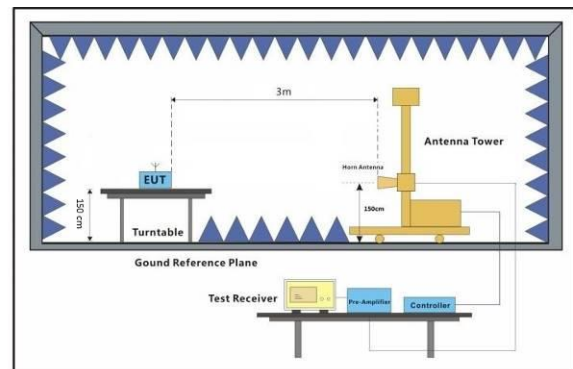 3m
Antenna Tower
Horn Antenna
EUT
150 cm
150cm
Turntable
Gound Reference Plane
Test Receiver
Pre-Amplifier
Controller